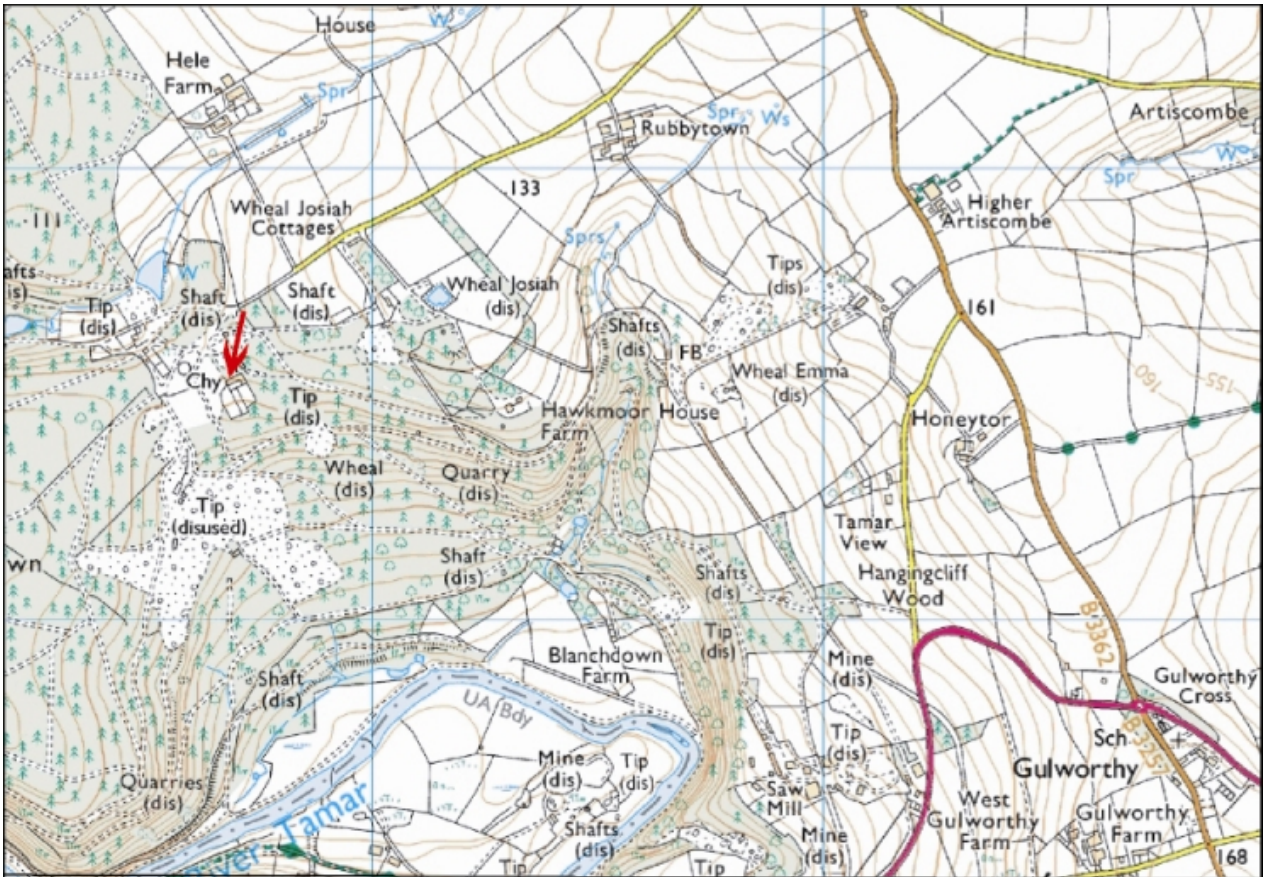 House
W
Hele
Farm
Spr
Rubbytown
Spr
Ws
Artiscombe
W
Spr
133
Wheal Josiah
Cottages
Higher
Artiscombe
111
Sprs
afts
is)
W
Tip
(dis)
Shaft
(dis)
Shaft
(dis)
Wheal Josiah
(dis)
Tips
(dis)
161
Shafts
(dis
FB
Chy
Tip
(dis)
Wheal Emma
(dis)
160
155
Hawkmoor House
Farm
Honeytor
Wheal
(dis)
Quarry
(dis)
Tip
(disused)
Tamar
View
wn
Shaft
(dis)
Shafts
(dis)
Hangingcliff
Wood
B 3362
Tip
(dis)
Blanchdown
Farm
Mine
(dis)
Shaft
(dis)
UA Bdy
Gulworthy
Cross
Tip
(dis)
Sch
B 3257
Mine
(dis)
Tip
(dis)
Gulworthy
Quarries
(dis)
Saw
Mill
River Tamar
Shafts
(dis)
West
Gulworthy
Farm
Gulworthy
Farm
Mine
(dis)
Tip
Tip
168